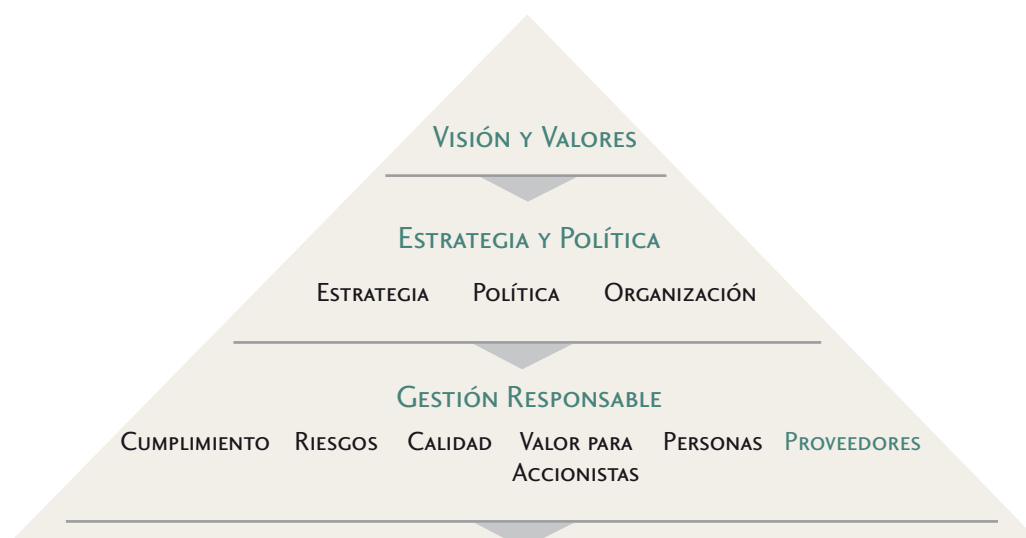 Visión y Valores
Estrategia y Política
Estrategia Política Organización
Gestión Responsable
Cumplimiento Riesgos Calidad Valor para Personas Proveedores
Accionistas